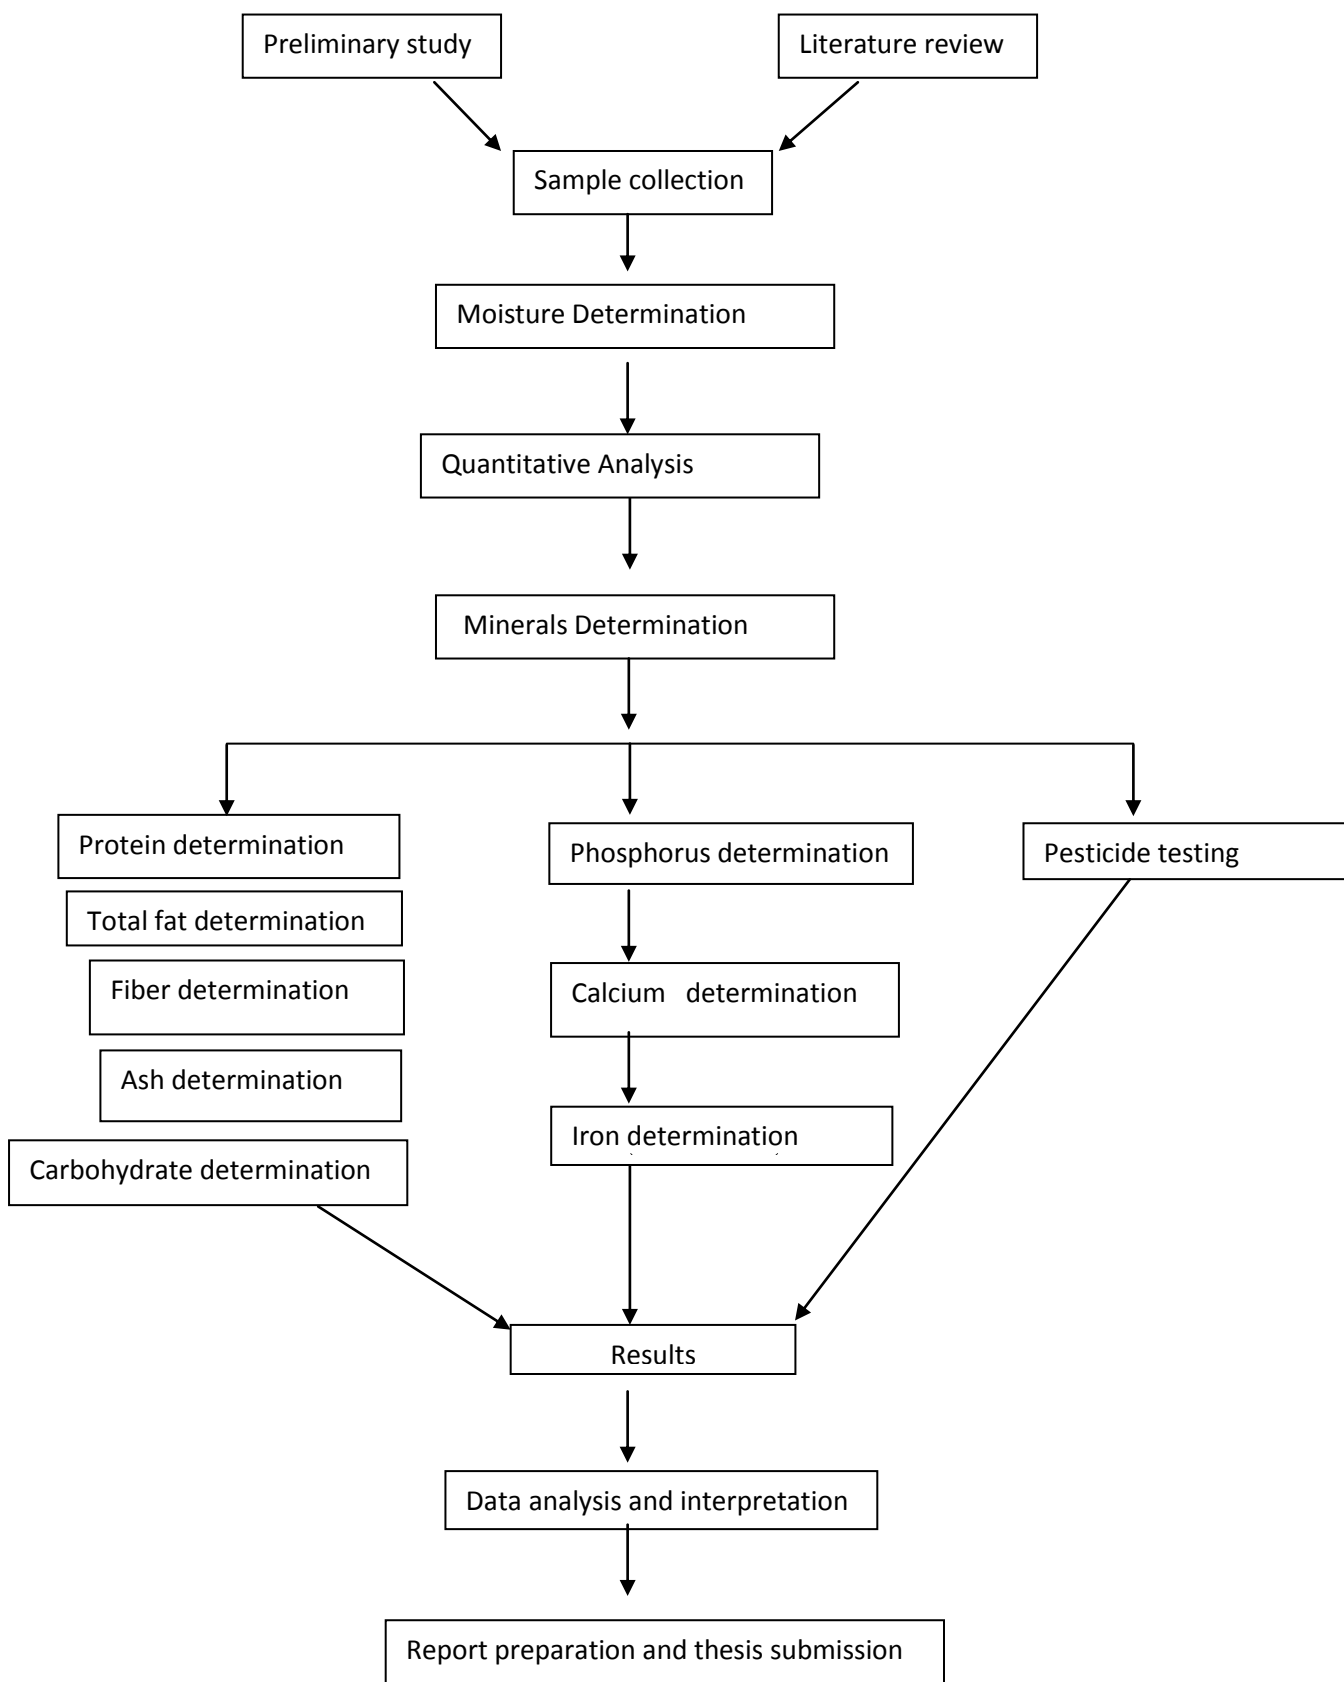 Preliminary study
Literature review
Sample collection
Moisture Determination
Quantitative Analysis
Minerals Determination
Protein determination
Total fat determination
Fiber determination
Ash determination
Carbohydrate determination
Phosphorus determination
Calcium determination
Iron determination
Pesticide testing
Results
Data analysis and interpretation
Report preparation and thesis submission